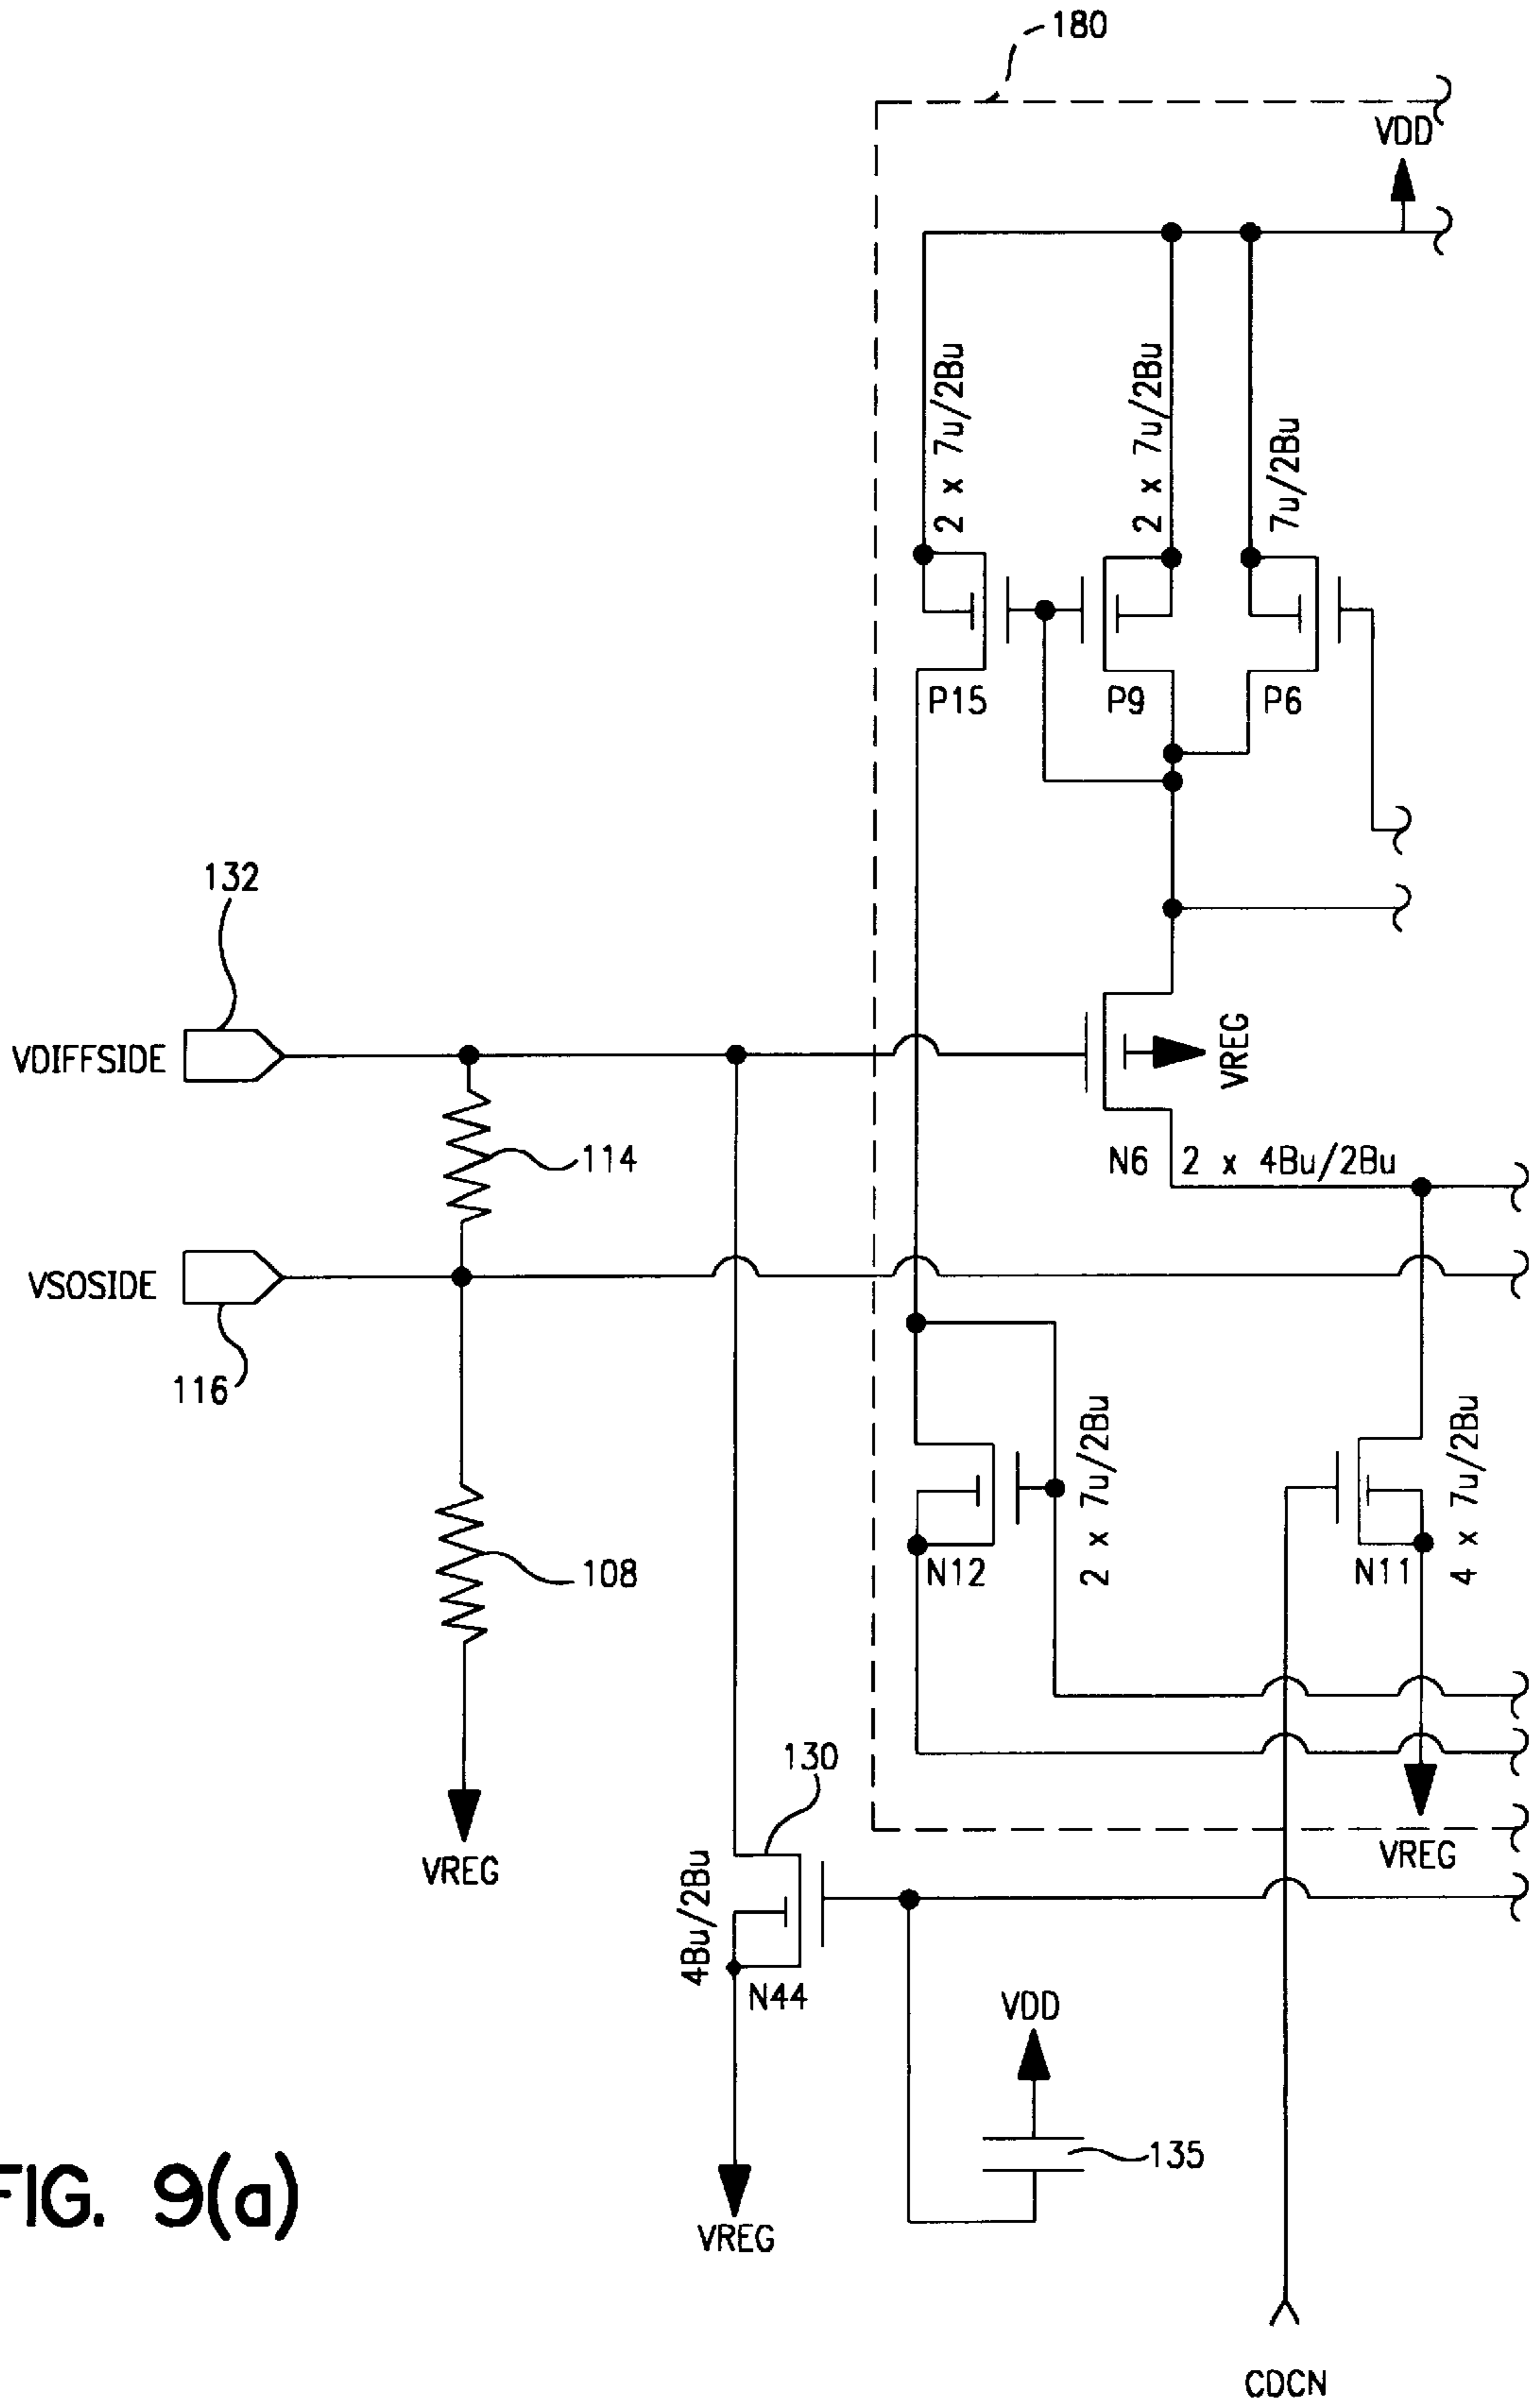 180
VDD
2 x 7u/2Bu
2 x 7u/2Bu
7u/2Bu
P15
P9
P6
132
VDIFFSIDE
VREG
114
N6
2 x 4Bu/2Bu
VSOSIDE
116
2 x 7u/2Bu
4 x 7u/2Bu
108
N12
N11
130
VREG
VREG
4Bu/2Bu
N44
VDD
135
VREG
FIG. 9(a)
CDCN